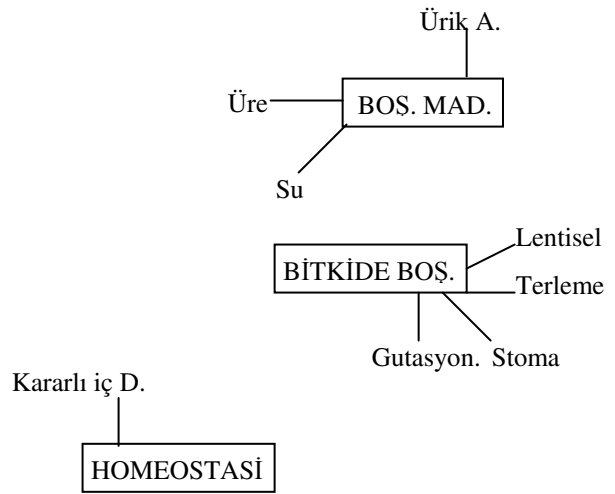 Ürik A.
Üre
BOŞ. MAD.
Su
Lentisel
BİTKİDE BOŞ.
Terleme
Gutasyon. Stoma
Kararlı iç D.
HOMEOSTASİ